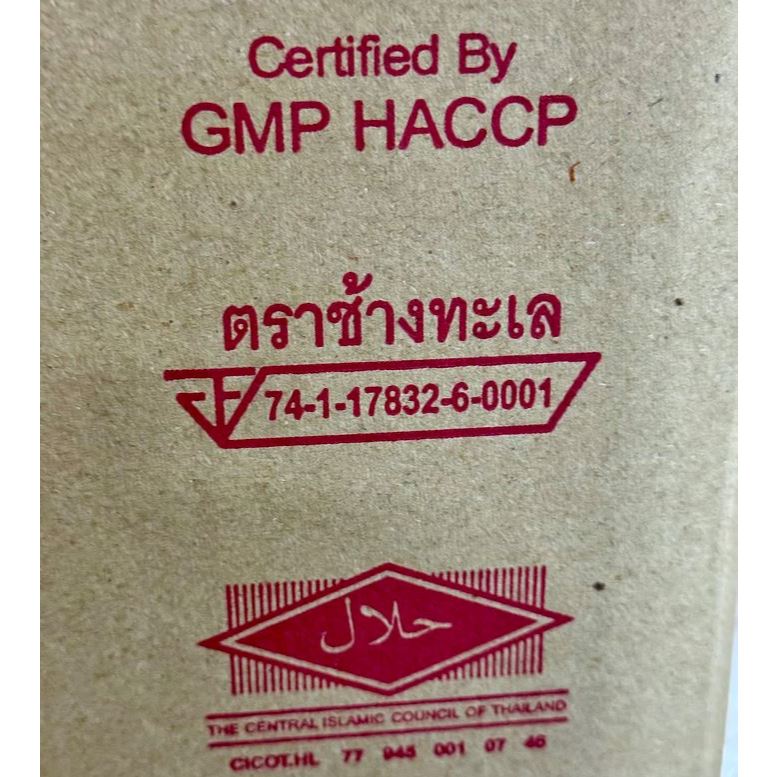 Certified By
GMP HACCP
ตราช้างทะเล
74-1-17832-6-0001
حلال
THE CENTRAL ISLAMIC COUNCIL OF THAILAND
CICOT.HL 77 945 001 07 46